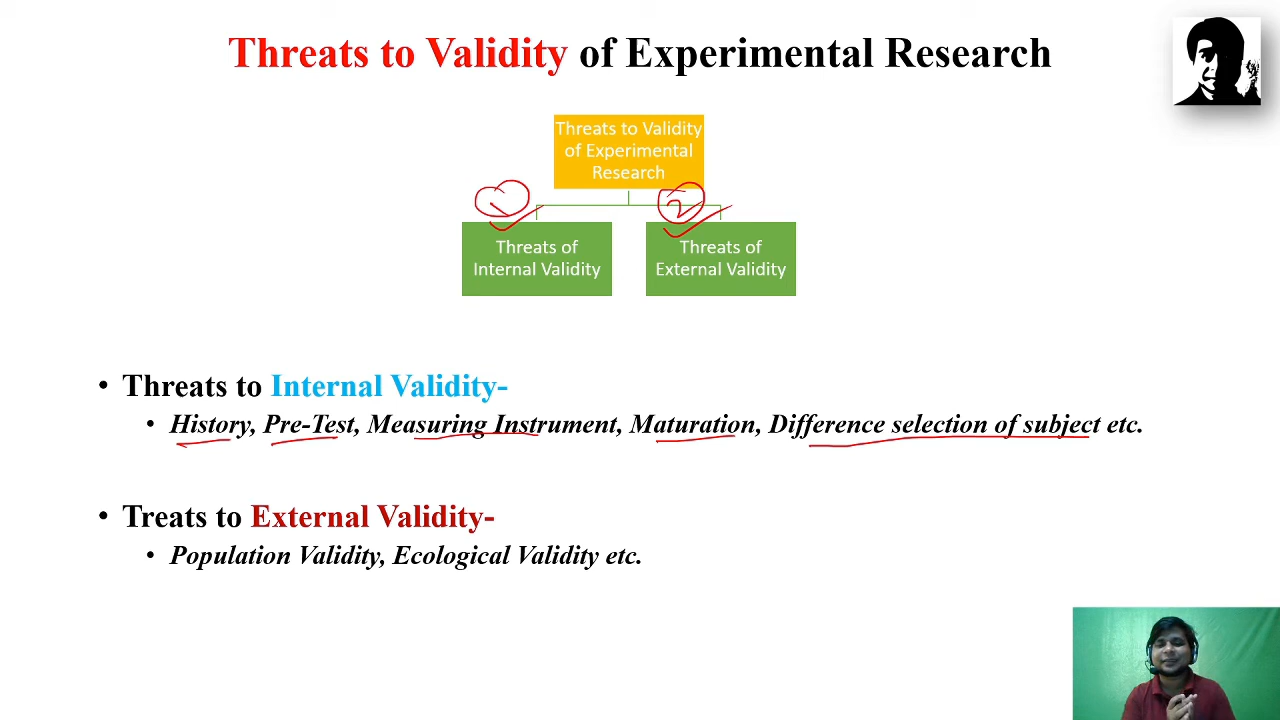 Threats to Validity of Experimental Research
Threats to Validity
of Experimental
Research
2
Threats of
Internal Validity
Threats of
External Validity
• Threats to Internal Validity-
• History, Pre-Test, Measuring Instrument, Maturation, Difference selection of subject etc.
• Treats to External Validity-
• Population Validity, Ecological Validity etc.